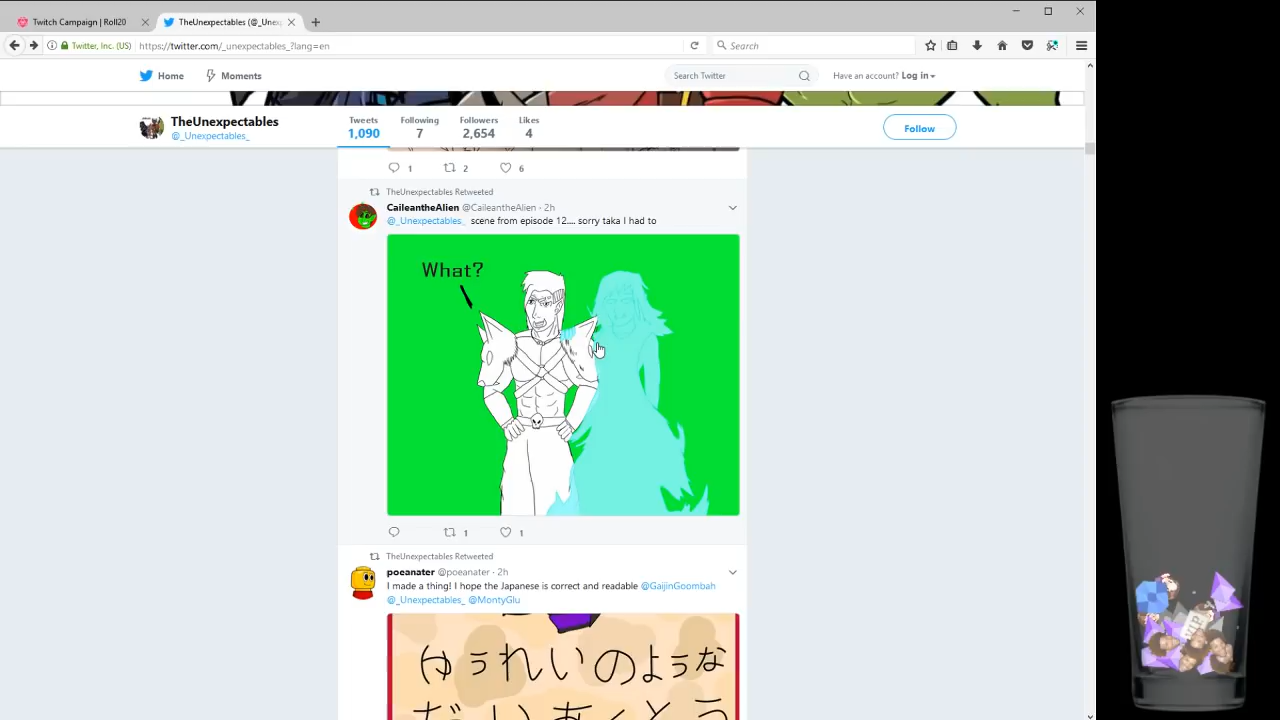 Twitch Campaign | Roll20
TheUnexpectables (@_Unex
Twitter, Inc. (US)
https://twitter.com/_unexpectables_?lang=en
Search
Home
Moments
Search Twitter
Have an account? Log in
TheUnexpectables
@_Unexpectables_
Tweets
1,090
Following
7
Followers
2,654
Likes
4
Follow
1
2
6
TheUnexpectables Retweeted
CaileantheAlien @CaileantheAlien · 2h
@_Unexpectables_ scene from episode 12.... sorry taka I had to
What?
1
1
TheUnexpectables Retweeted
poeanater @poeanater · 2h
I made a thing! I hope the Japanese is correct and readable @GaijinGoombah
@_Unexpectables_ @MontyGlu
ゆうれいのような